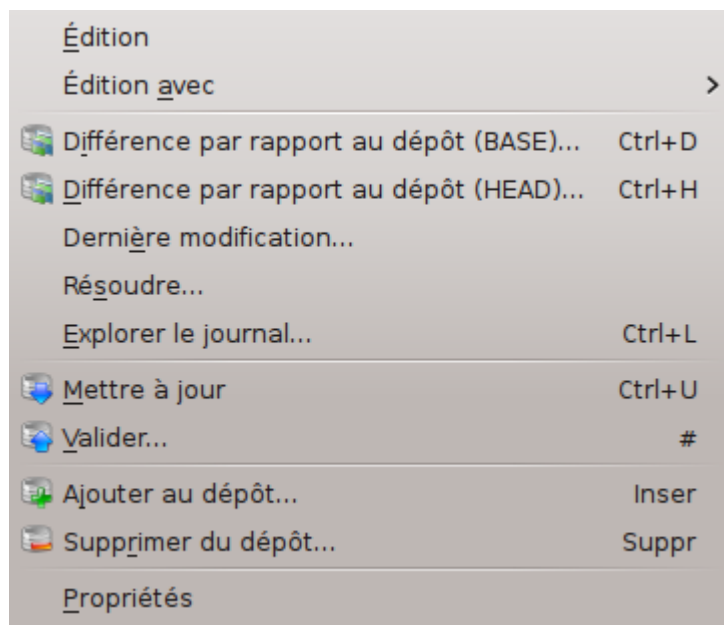 Édition
Édition avec
Différence par rapport au dépôt (BASE)... Ctrl+D
Différence par rapport au dépôt (HEAD)... Ctrl+H
Dernière modification...
Résoudre...
Explorer le journal... Ctrl+L
Mettre à jour Ctrl+U
Valider... #
Ajouter au dépôt... Inser
Supprimer du dépôt... Suppr
Propriétés